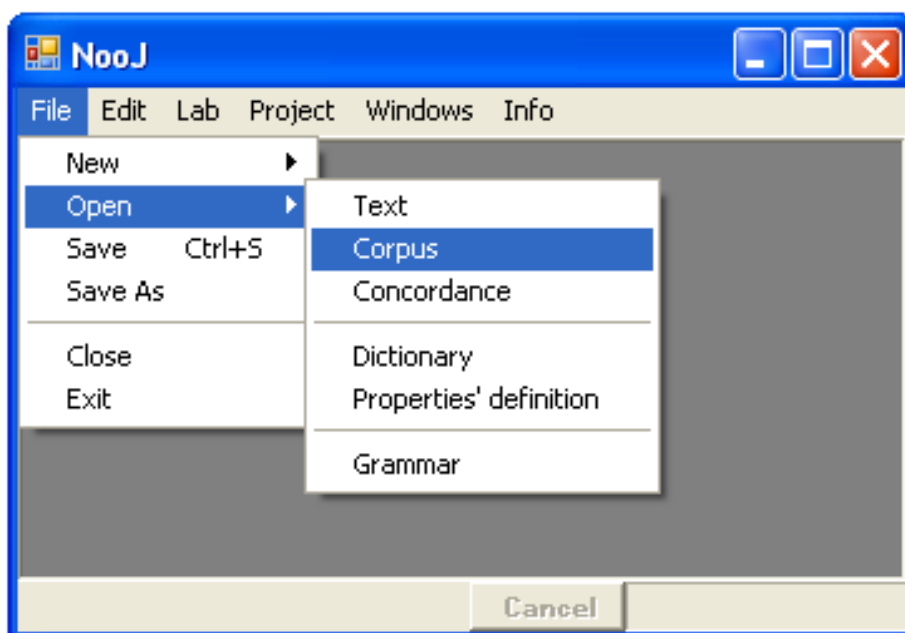 NooJ
File Edit Lab Project Windows Info
New
Open
Save Ctrl+S
Save As
Close
Exit
Text
Corpus
Concordance
Dictionary
Properties' definition
Grammar
Cancel